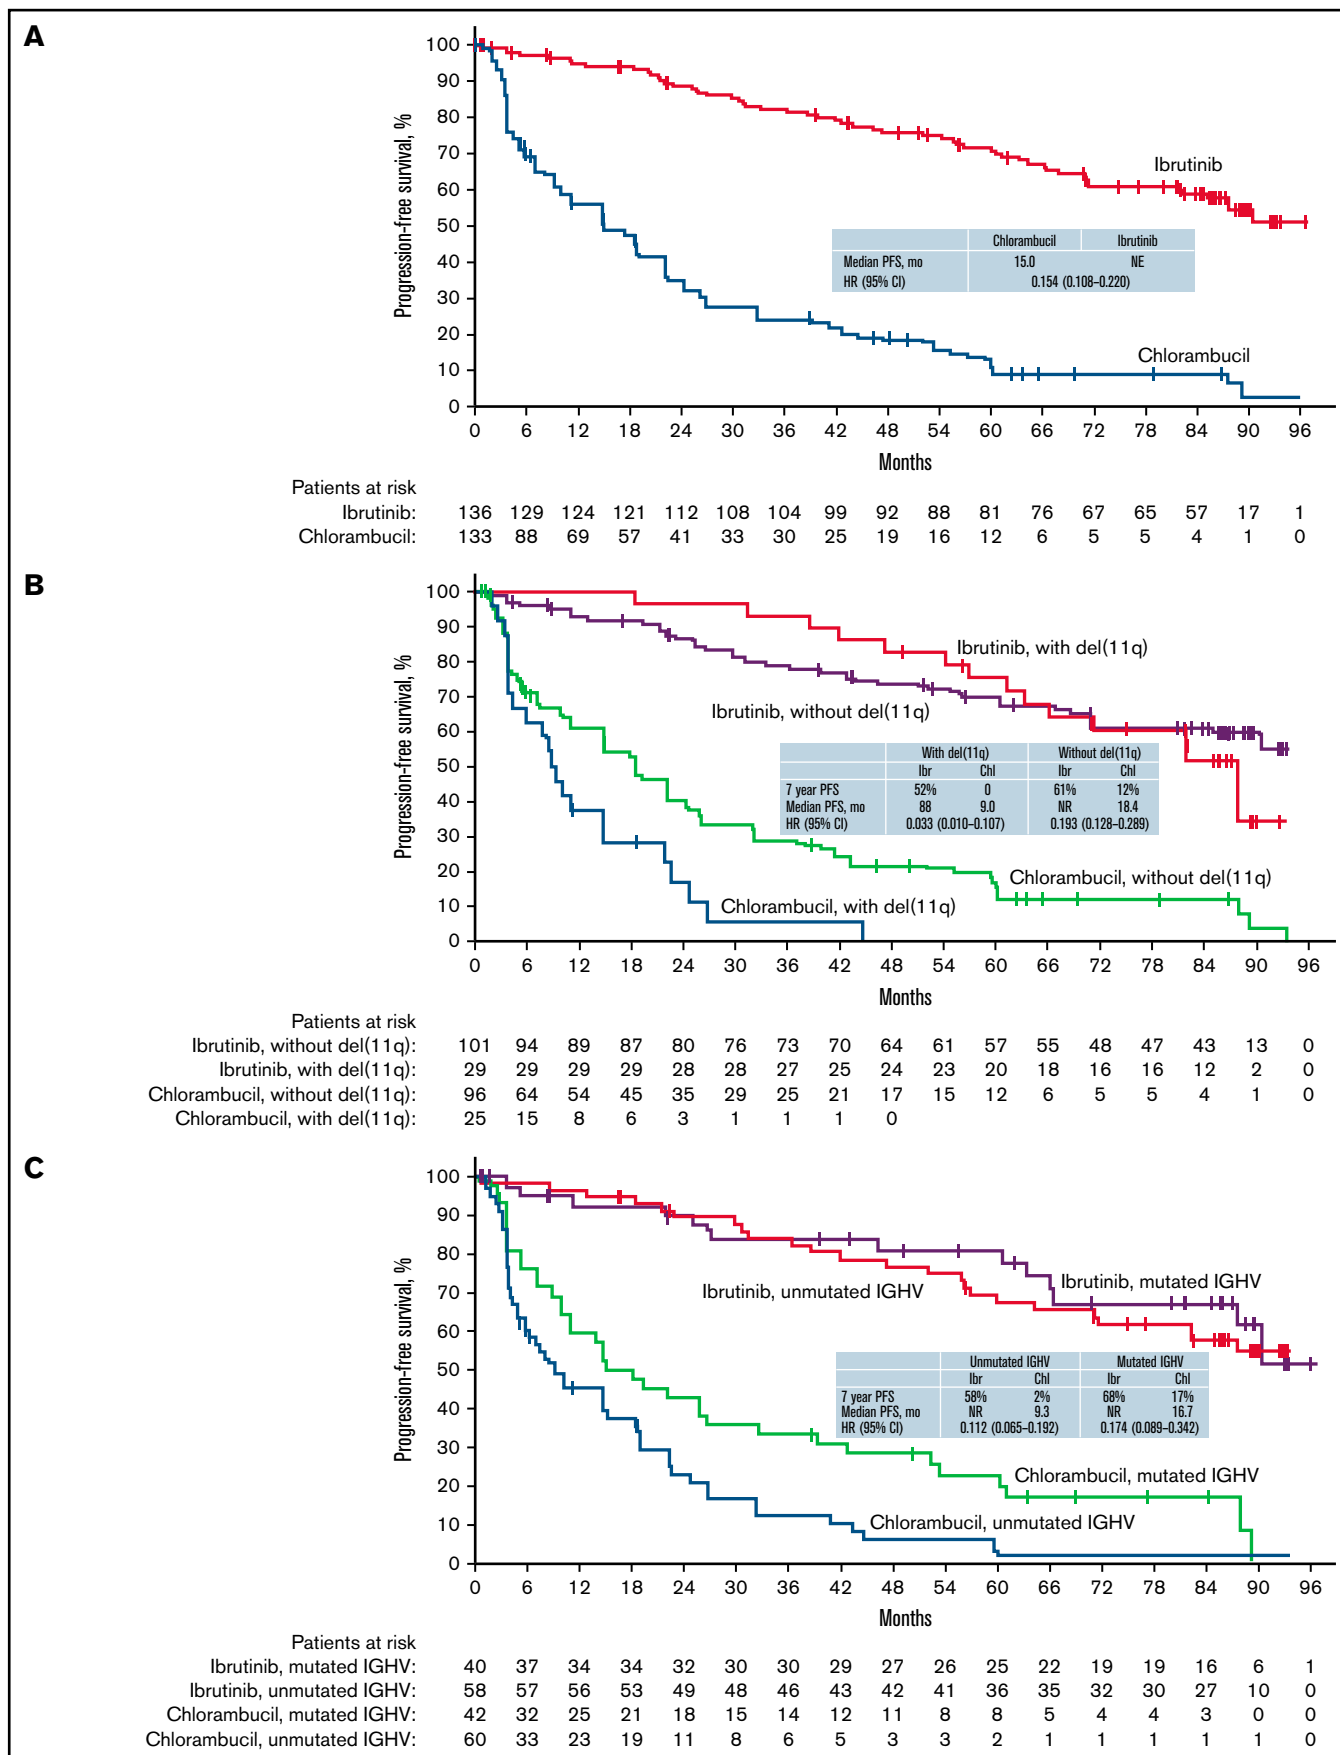 A
Progression-free survival, %
100
90
80
70
60
50
40
30
20
10
0
Ibrutinib
Chlorambucil Ibrutinib
Median PFS, mo 15.0 NE
HR (95% CI) 0.154 (0.108–0.220)
Chlorambucil
0 6 12 18 24 30 36 42 48 54 60 66 72 78 84 90 96
Months
Patients at risk
Ibrutinib: 136 129 124 121 112 108 104 99 92 88 81 76 67 65 57 17 1
Chlorambucil: 133 88 69 57 41 33 30 25 19 16 12 6 5 5 4 1 0
B
Progression-free survival, %
100
90
80
70
60
50
40
30
20
10
0
Ibrutinib, with del(11q)
Ibrutinib, without del(11q)
With del(11q) Without del(11q)
Ibr Chl Ibr Chl
7 year PFS 52% 0 61% 12%
Median PFS, mo 88 9.0 NR 18.4
HR (95% CI) 0.033 (0.010–0.107) 0.193 (0.128–0.289)
Chlorambucil, without del(11q)
Chlorambucil, with del(11q)
0 6 12 18 24 30 36 42 48 54 60 66 72 78 84 90 96
Months
Patients at risk
Ibrutinib, without del(11q): 101 94 89 87 80 76 73 70 64 61 57 55 48 47 43 13 0
Ibrutinib, with del(11q): 29 29 29 29 28 28 27 25 24 23 20 18 16 16 12 2 0
Chlorambucil, without del(11q): 96 64 54 45 35 29 25 21 17 15 12 6 5 5 4 1 0
Chlorambucil, with del(11q): 25 15 8 6 3 1 1 1 0
C
Progression-free survival, %
100
90
80
70
60
50
40
30
20
10
0
Ibrutinib, mutated IGHV
Ibrutinib, unmutated IGHV
Unmutated IGHV Mutated IGHV
Ibr Chl Ibr Chl
7 year PFS 58% 2% 68% 17%
Median PFS, mo NR 9.3 NR 16.7
HR (95% CI) 0.112 (0.065–0.192) 0.174 (0.089–0.342)
Chlorambucil, mutated IGHV
Chlorambucil, unmutated IGHV
0 6 12 18 24 30 36 42 48 54 60 66 72 78 84 90 96
Months
Patients at risk
Ibrutinib, mutated IGHV: 40 37 34 34 32 30 30 29 27 26 25 22 19 19 16 6 1
Ibrutinib, unmutated IGHV: 58 57 56 53 49 48 46 43 42 41 36 35 32 30 27 10 0
Chlorambucil, mutated IGHV: 42 32 25 21 18 15 14 12 11 8 8 5 4 4 3 0 0
Chlorambucil, unmutated IGHV: 60 33 23 19 11 8 6 5 3 3 2 1 1 1 1 1 0